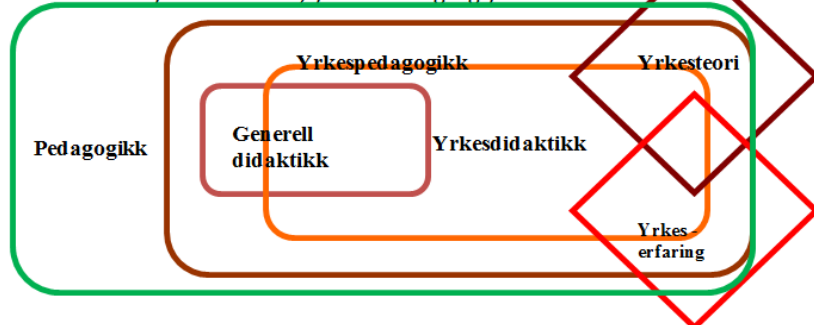 Yrkespedagogikk
Yrkesteori
Generell
didaktikk
Yrkesdidaktikk
Pedagogikk
Yrkes -
erfaring